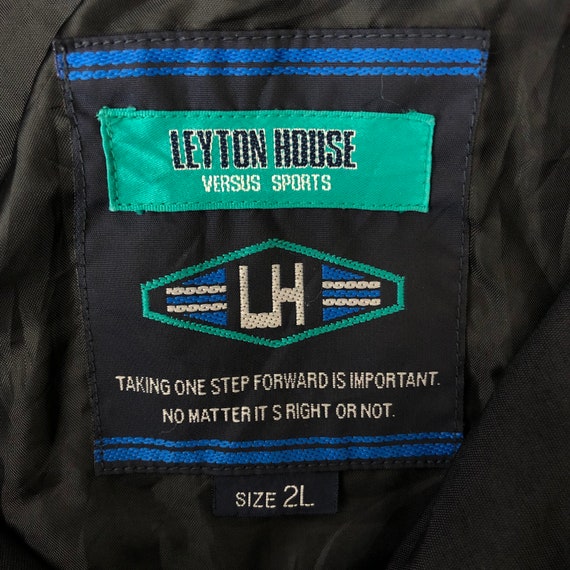 LEYTON HOUSE
VERSUS SPORTS
LH
TAKING ONE STEP FORWARD IS IMPORTANT.
NO MATTER IT S RIGHT OR NOT.
SIZE 2L